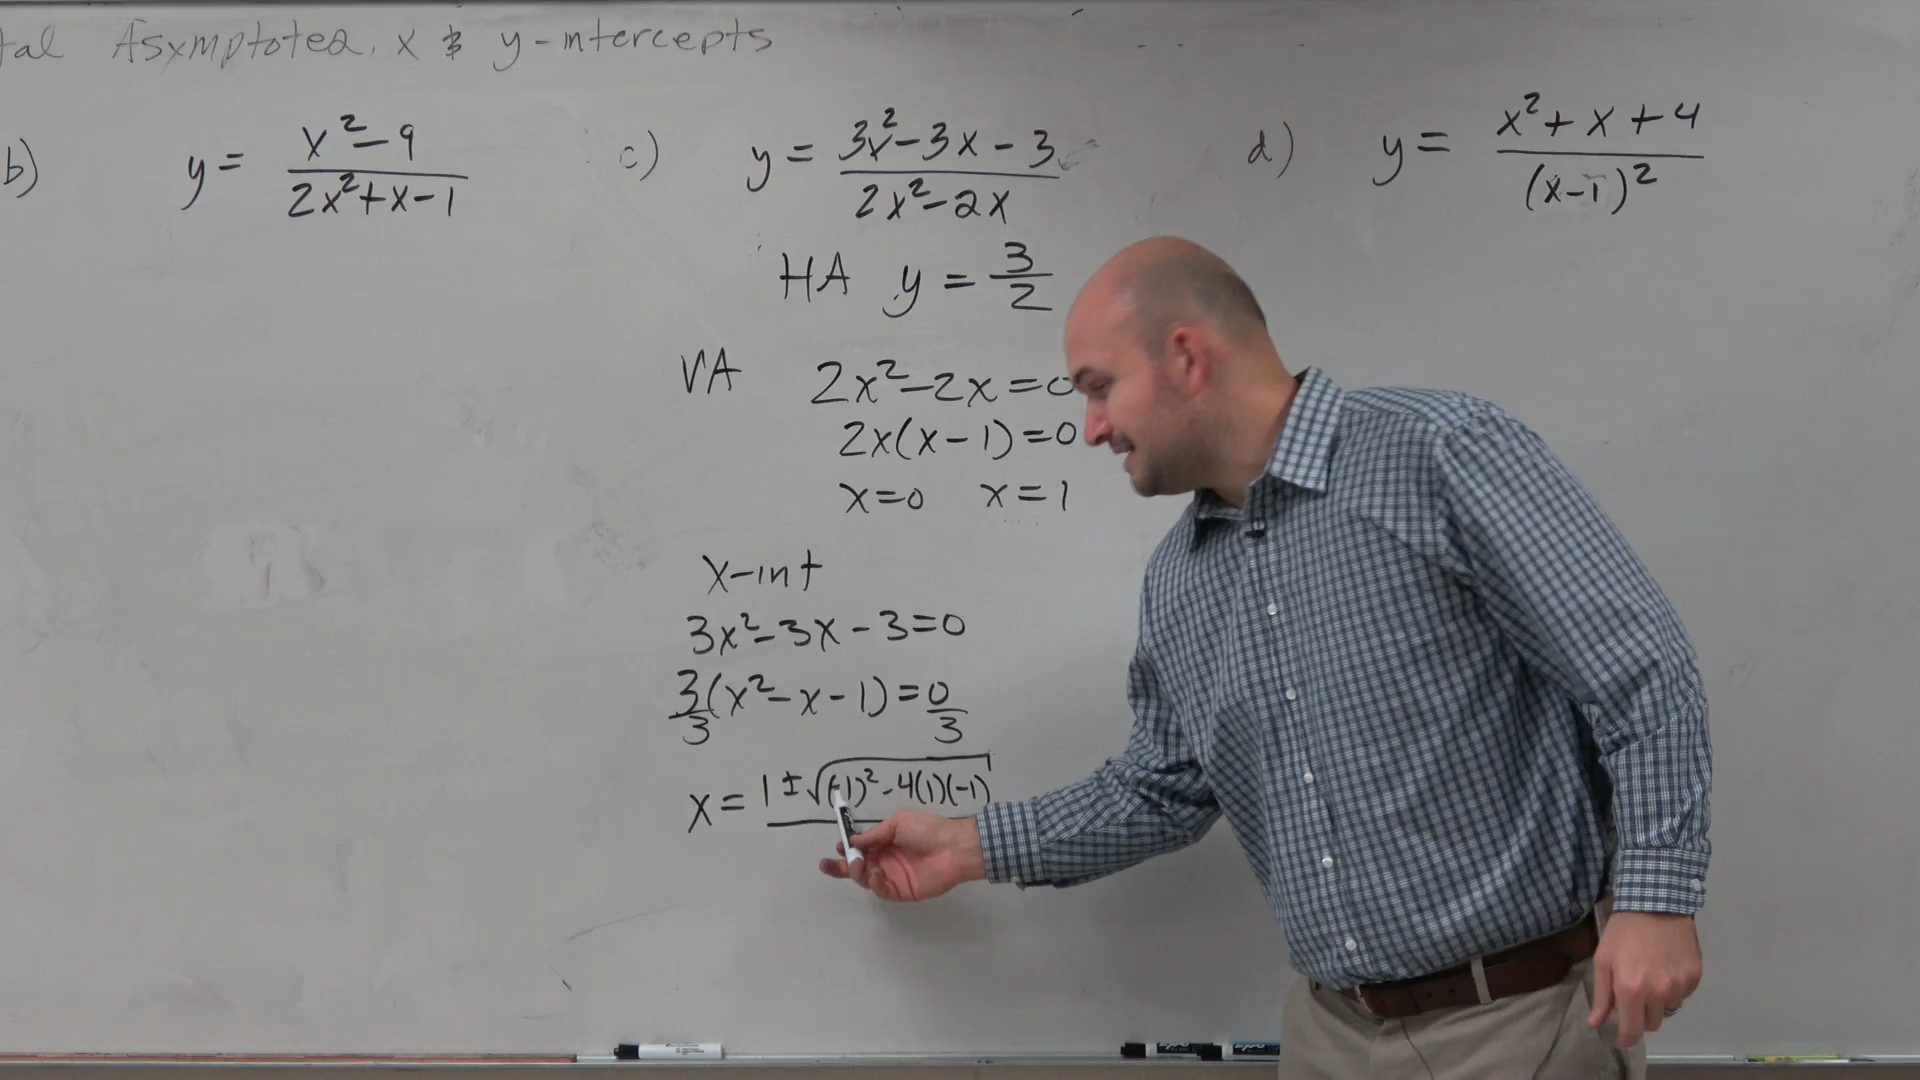 tal Asymptotes, x & y-intercepts
b) y = x²-9 / 2x²+x-1
c) y = 3x²-3x-3 / 2x²-2x
d) y = x²+x+4 / (x-1)²
HA y = 3/2
VA 2x²-2x=0
2x(x-1)=0
x=0 x=1
x-int
3x²-3x-3=0
3/3(x²-x-1)=0/3
x = 1±√(-1)²-4(1)(-1)